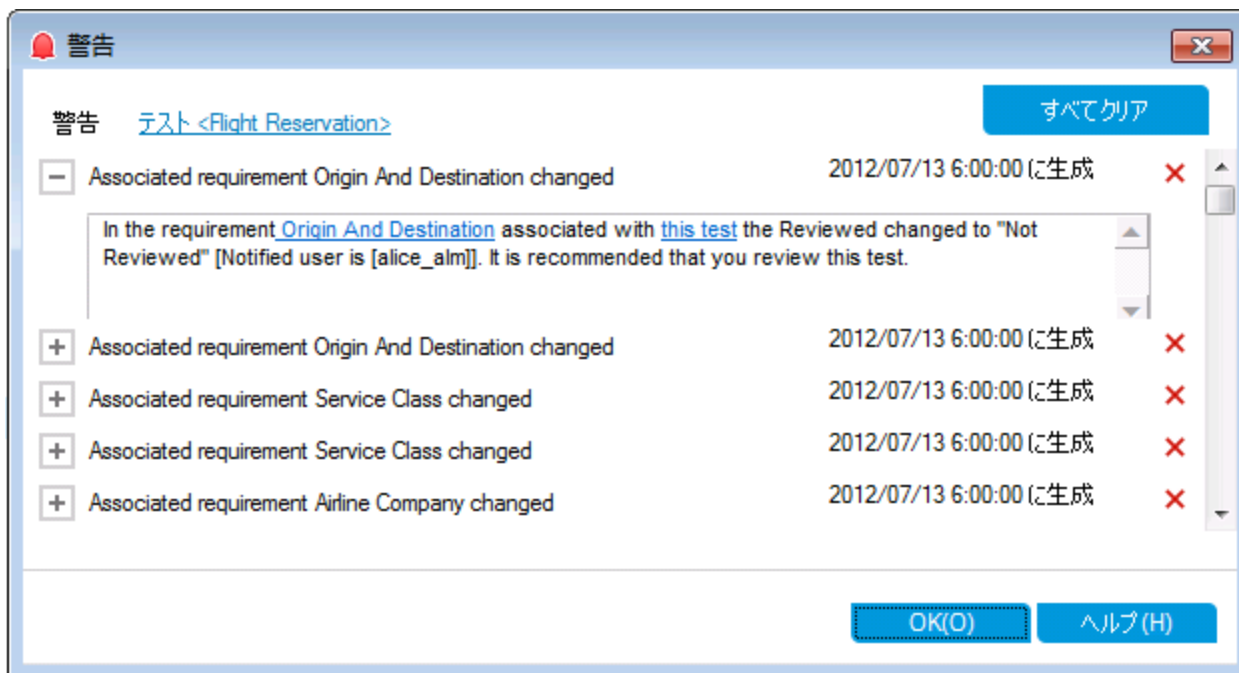 警告
警告 テスト <Flight Reservation> すべてクリア
Associated requirement Origin And Destination changed 2012/07/13 6:00:00 に生成
In the requirement Origin And Destination associated with this test the Reviewed changed to "Not
Reviewed" [Notified user is [alice_alm]]. It is recommended that you review this test.
Associated requirement Origin And Destination changed 2012/07/13 6:00:00 に生成
Associated requirement Service Class changed 2012/07/13 6:00:00 に生成
Associated requirement Service Class changed 2012/07/13 6:00:00 に生成
Associated requirement Airline Company changed 2012/07/13 6:00:00 に生成
OK(O) ヘルプ(H)